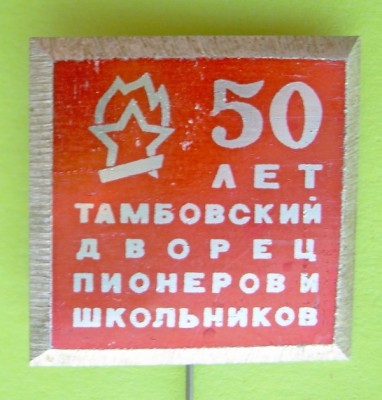 50
ЛЕТ
ТАМБОВСКИЙ
ДВОРЕЦ
ПИОНЕРОВ И
ШКОЛЬНИКОВ